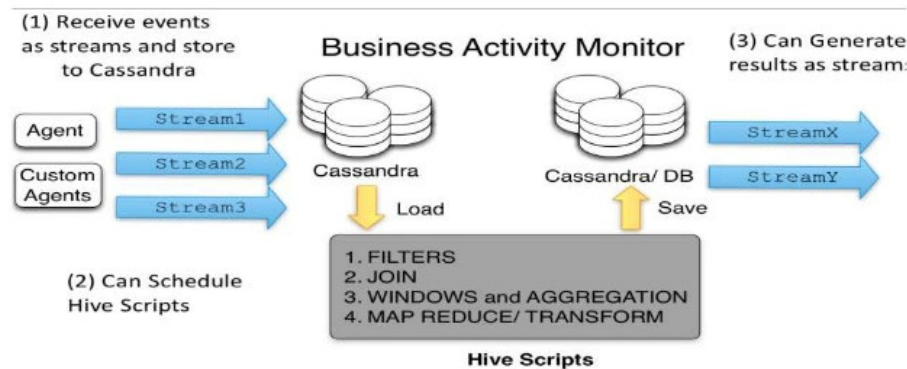 (1) Receive events
as streams and store
to Cassandra
Business Activity Monitor
(3) Can Generate
results as streams
Agent
Custom
Agents
Stream1
Stream2
Stream3
Cassandra
Cassandra/ DB
StreamX
StreamY
Load
Save
(2) Can Schedule
Hive Scripts
1. FILTERS
2. JOIN
3. WINDOWS and AGGREGATION
4. MAP REDUCE/ TRANSFORM
Hive Scripts